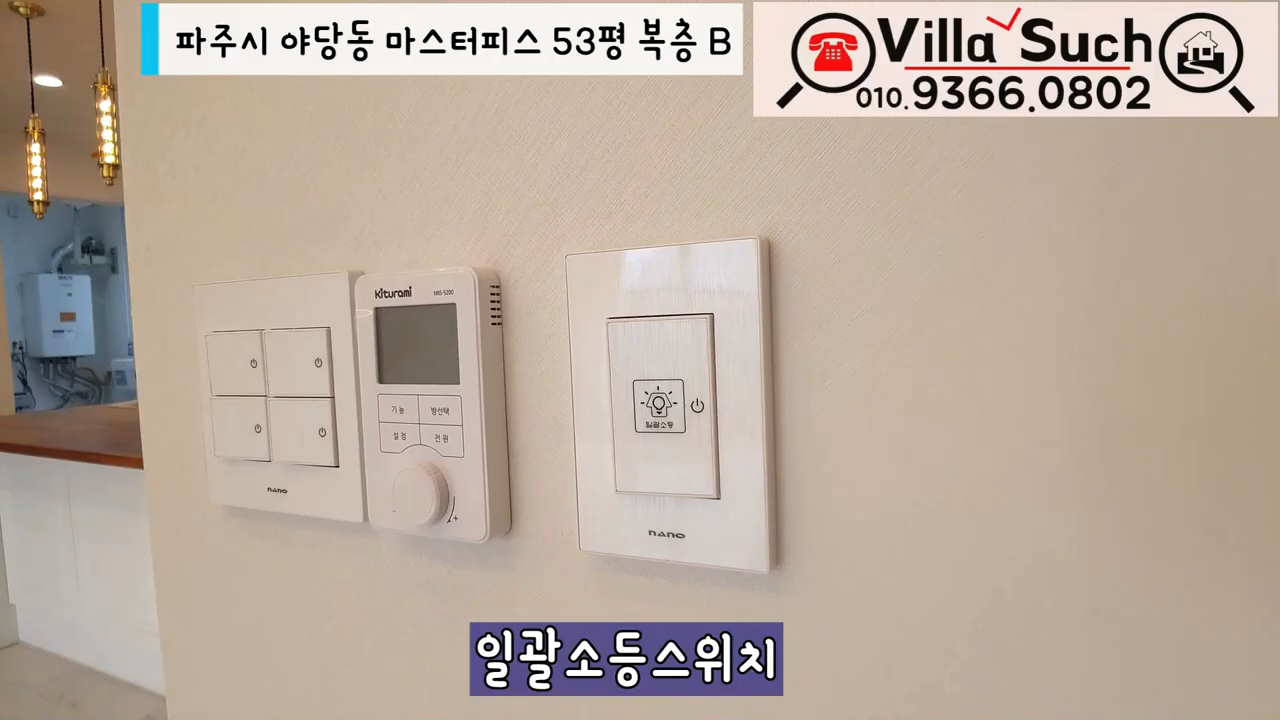 파주시 야당동 마스터피스 53평 복층 B
Villa Such
010.9366.0802
Kiturami
NRS-5200
기능
방선택
설정
전원
nano
일괄소등
nano
일괄소등스위치